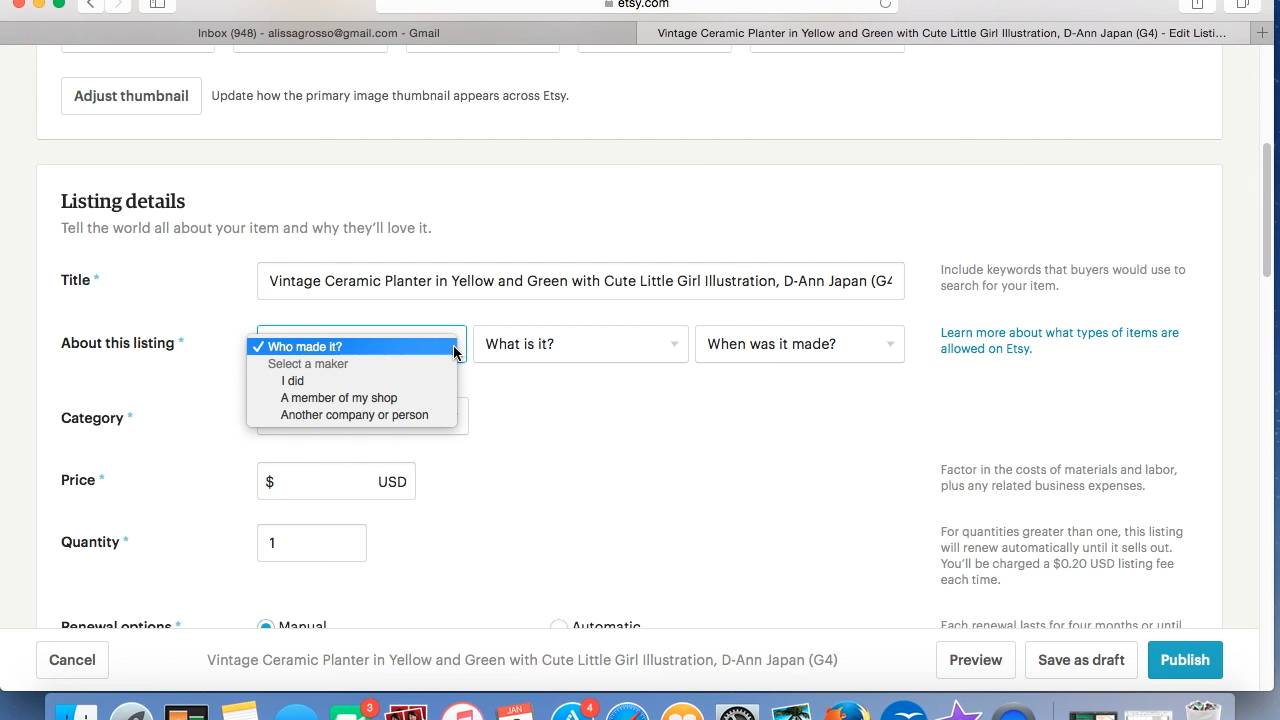 etsy.com
Inbox (948) - alissagrosso@gmail.com - Gmail
Vintage Ceramic Planter in Yellow and Green with Cute Little Girl Illustration, D-Ann Japan (G4) - Edit Listi...
Adjust thumbnail
Update how the primary image thumbnail appears across Etsy.
Listing details
Tell the world all about your item and why they'll love it.
Title *
Vintage Ceramic Planter in Yellow and Green with Cute Little Girl Illustration, D-Ann Japan (G4
Include keywords that buyers would use to
search for your item.
About this listing *
✓ Who made it?
Select a maker
I did
A member of my shop
Another company or person
What is it?
When was it made?
Learn more about what types of items are
allowed on Etsy.
Category *
Price *
$ USD
Factor in the costs of materials and labor,
plus any related business expenses.
Quantity *
1
For quantities greater than one, this listing
will renew automatically until it sells out.
You'll be charged a $0.20 USD listing fee
each time.
Renewal options *
Manual
Automatic
Each renewal lasts for four months or until
Cancel
Vintage Ceramic Planter in Yellow and Green with Cute Little Girl Illustration, D-Ann Japan (G4)
Preview
Save as draft
Publish
3
JAN
4